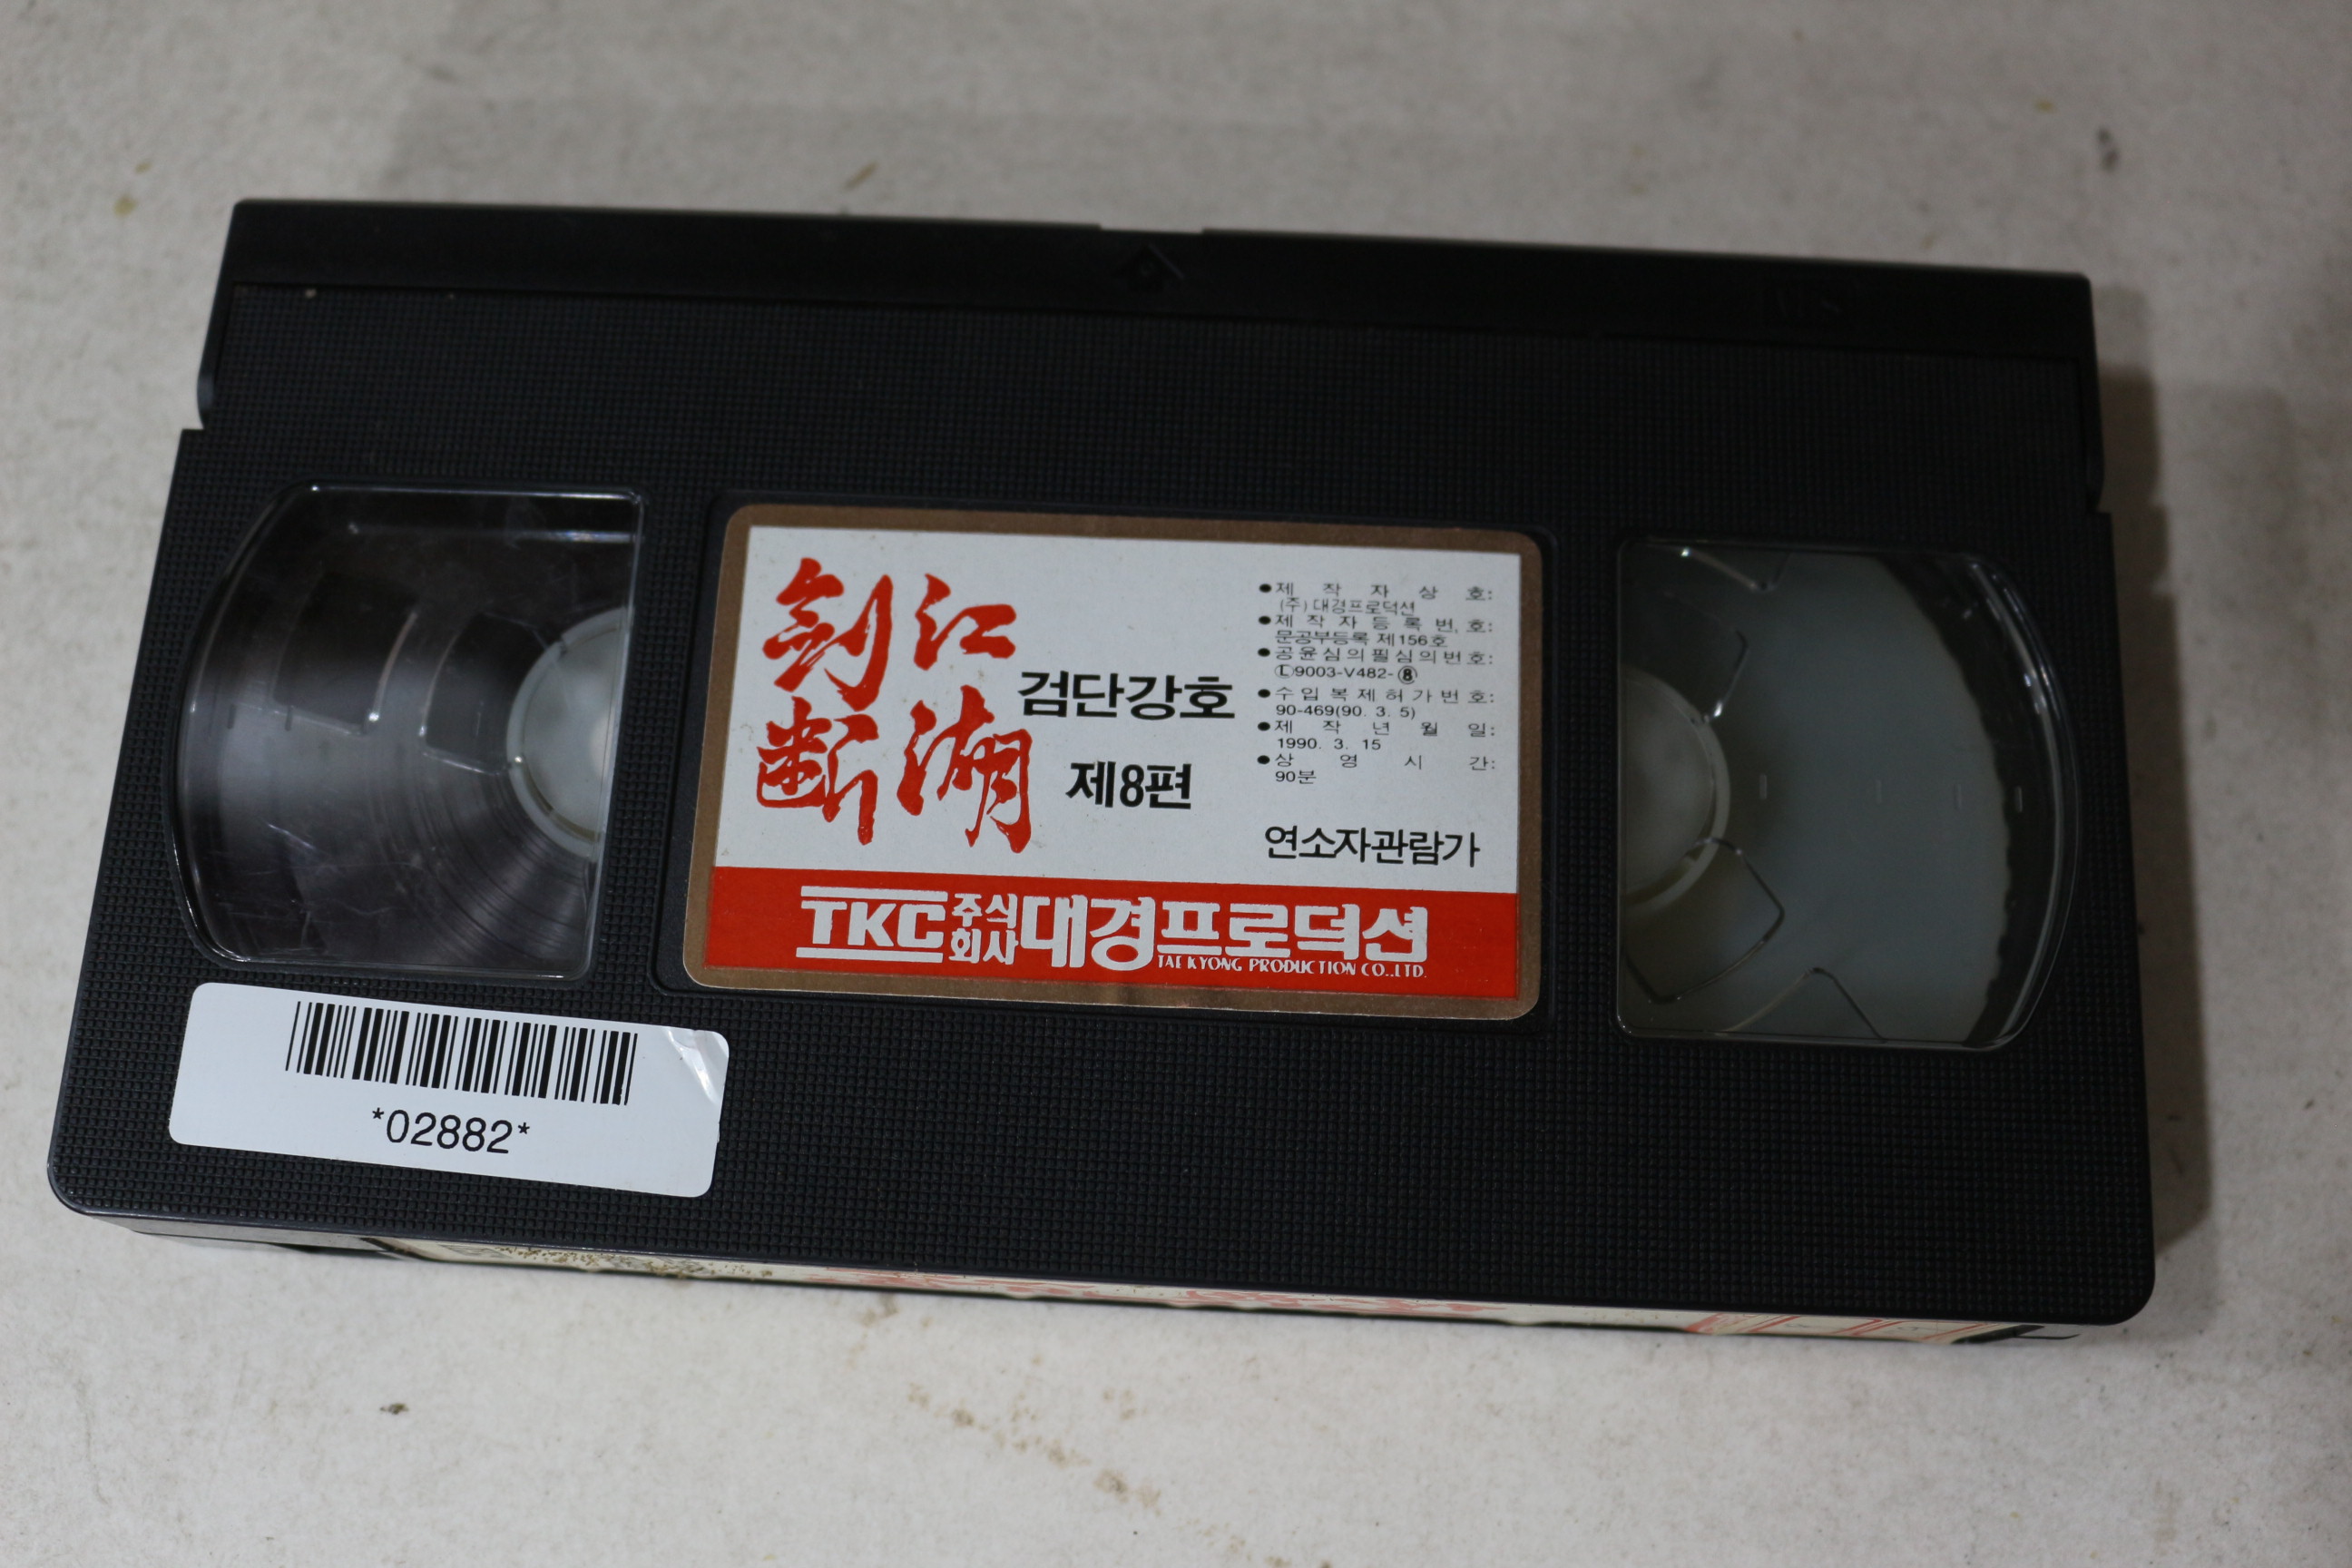 劍斷
江湖
검단강호
제8편
●제작자상호:
(주)대경프로덕션
●제작자등록번호:
문공부등록 제156호
●공윤심의필심의번호:
Ⓛ9003-V482-⑧
●수입복제허가번호:
90-469(90. 3. 5)
●제작년월일:
1990. 3. 15
●상영시간:
90분
연소자관람가
TKC 주식회사 대경프로덕션
TAE KYONG PRODUCTION CO.,LTD.
*02882*